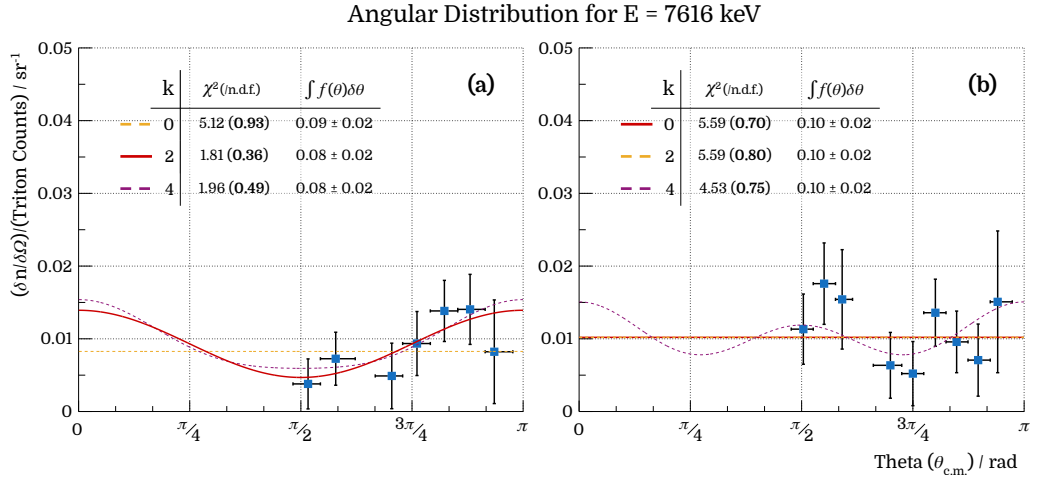 Angular Distribution for E = 7616 keV
(δn/δΩ)/(Triton Counts) / sr⁻¹
0.05
0.04
0.03
0.02
0.01
0
(a)
k χ²(/n.d.f.) ∫f(θ)δθ
0 5.12 (0.93) 0.09 ± 0.02
2 1.81 (0.36) 0.08 ± 0.02
4 1.96 (0.49) 0.08 ± 0.02
0 π/4 π/2 3π/4 π
0.05
0.04
0.03
0.02
0.01
0
(b)
k χ²(/n.d.f.) ∫f(θ)δθ
0 5.59 (0.70) 0.10 ± 0.02
2 5.59 (0.80) 0.10 ± 0.02
4 4.53 (0.75) 0.10 ± 0.02
0 π/4 π/2 3π/4 π
Theta (θc.m.) / rad